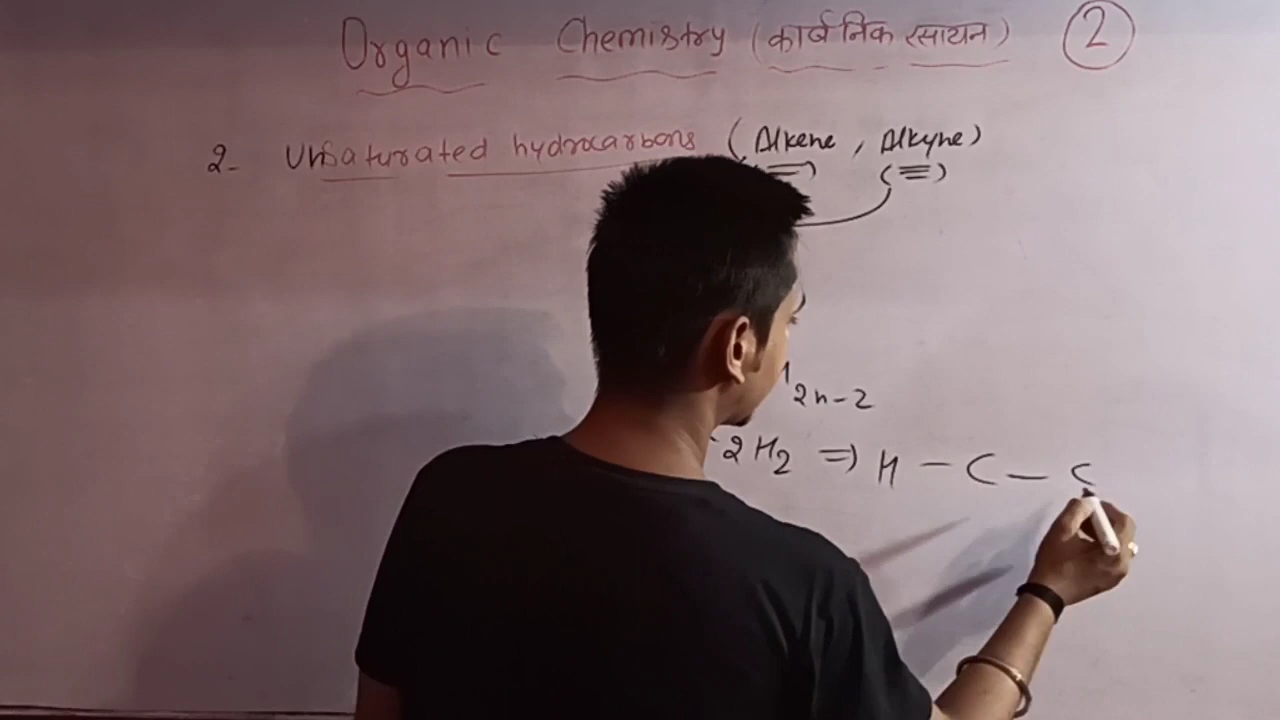 Organic Chemistry (कार्बनिक रसायन) 2
2- Unsaturated hydrocarbons (Alkene, Alkyne)
=) (≡)
2n-2
2H2 => H - C - C